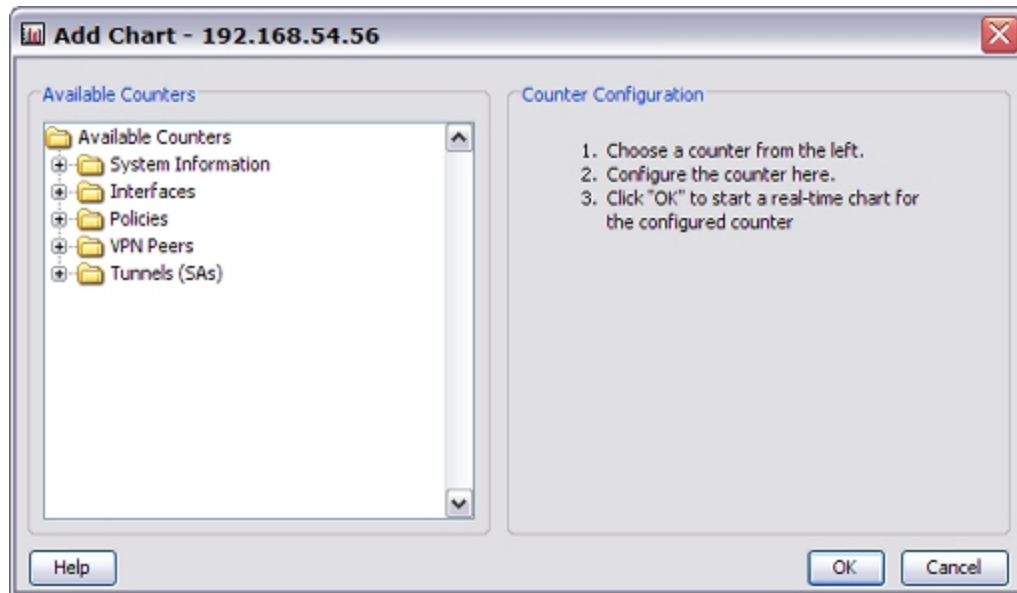 Add Chart - 192.168.54.56
Available Counters
Available Counters
System Information
Interfaces
Policies
VPN Peers
Tunnels (SAs)
Counter Configuration
1. Choose a counter from the left.
2. Configure the counter here.
3. Click "OK" to start a real-time chart for
the configured counter
Help
OK
Cancel